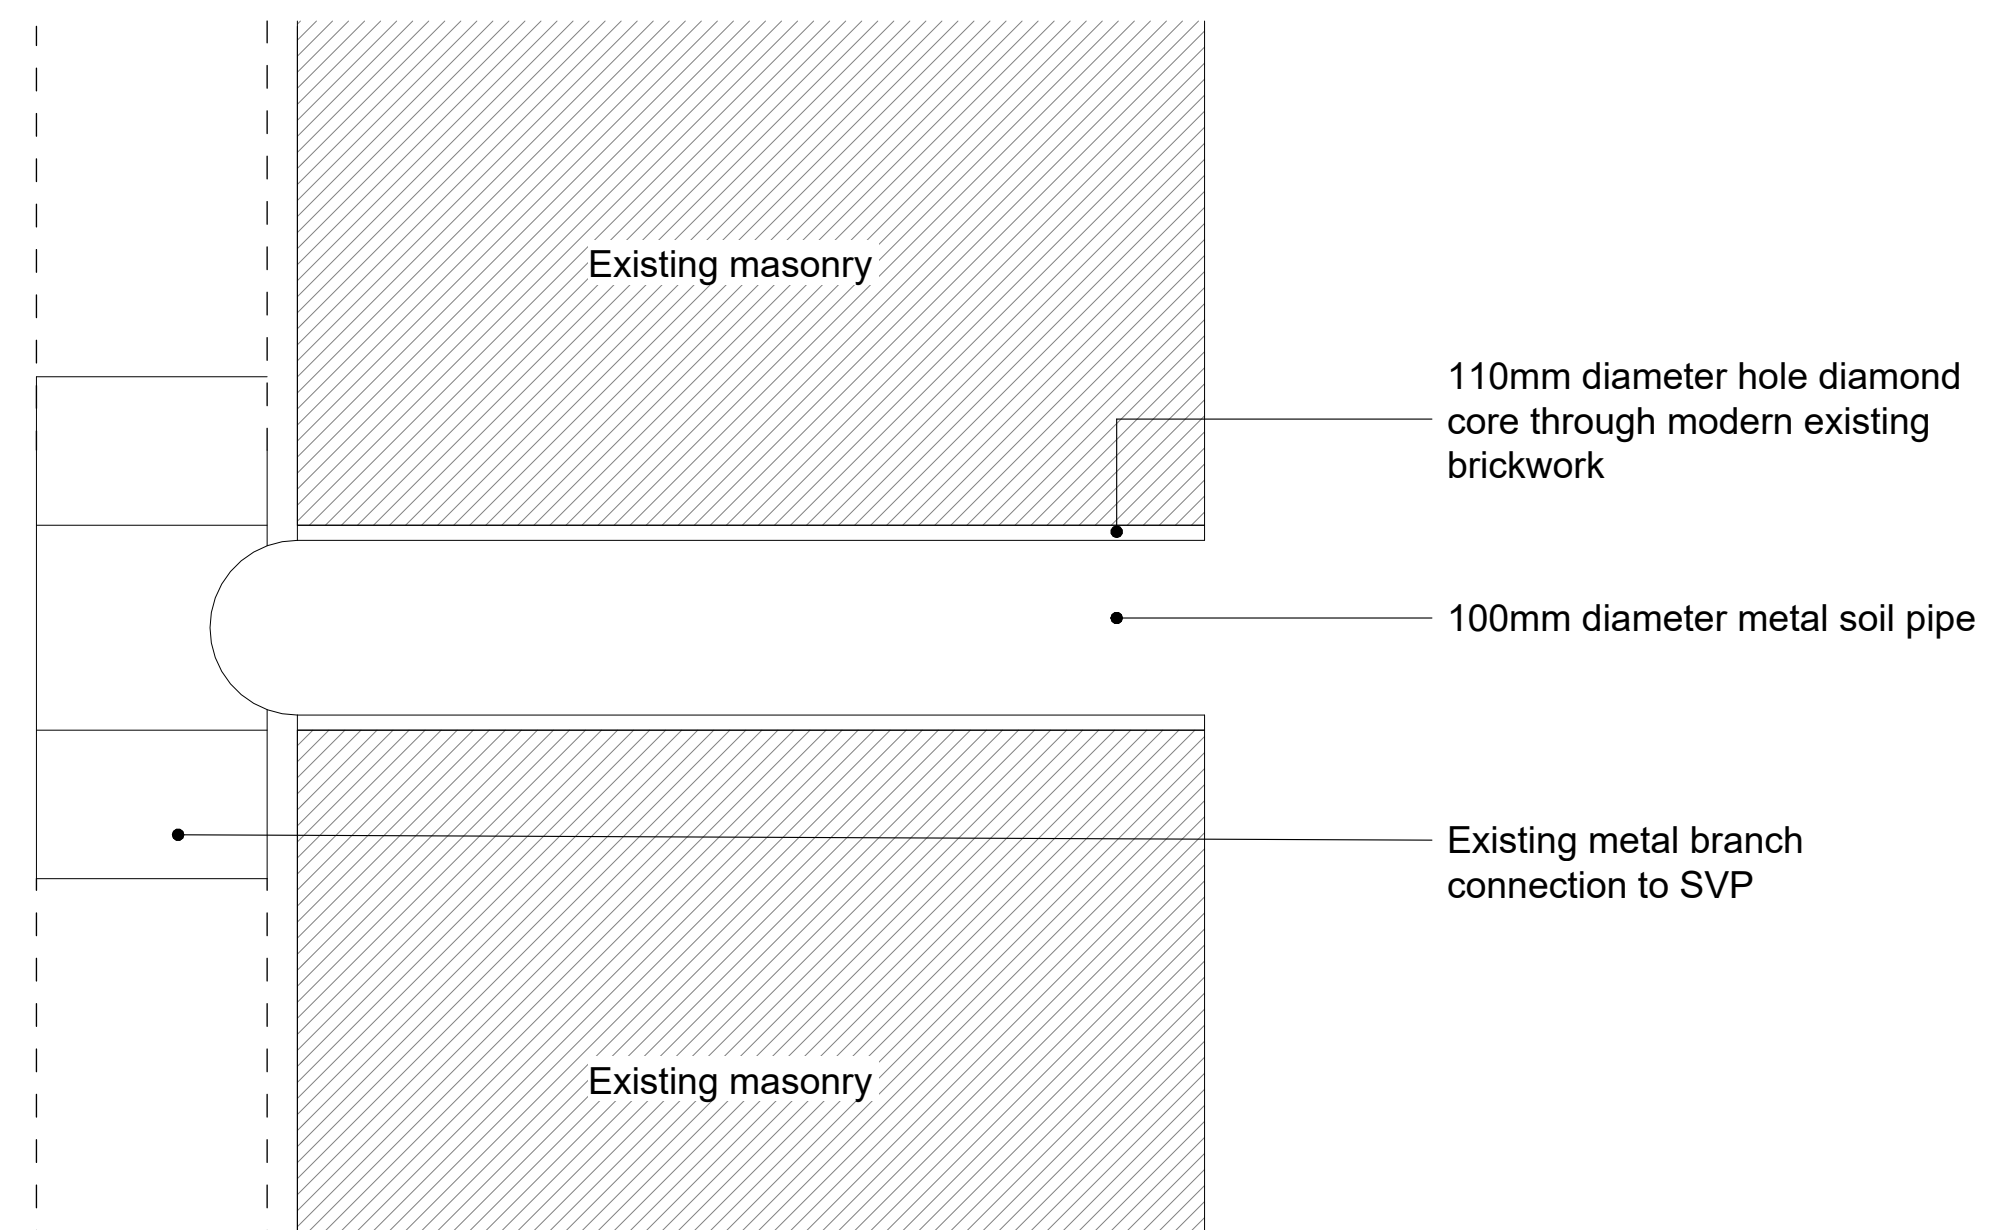 Existing masonry
110mm diameter hole diamond
core through modern existing
brickwork
100mm diameter metal soil pipe
Existing metal branch
connection to SVP
Existing masonry